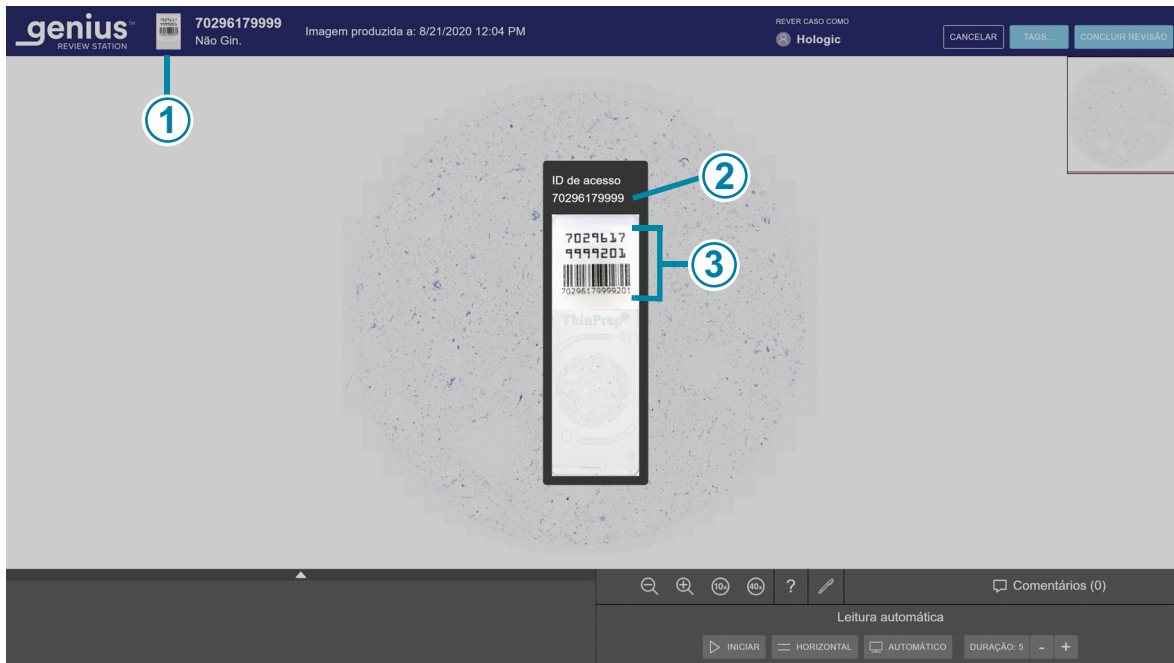 genius™
REVIEW STATION
70296179999
Não Gin.
Imagem produzida a: 8/21/2020 12:04 PM
REVER CASO COMO
Hologic
CANCELAR
TAGS...
CONCLUIR REVISÃO
1
ID de acesso
70296179999
2
7029617
9999201
70296179999201
3
ThinPrep®
10x
40x
?
Comentários (0)
Leitura automática
INICIAR
HORIZONTAL
AUTOMÁTICO
DURAÇÃO: 5
-
+